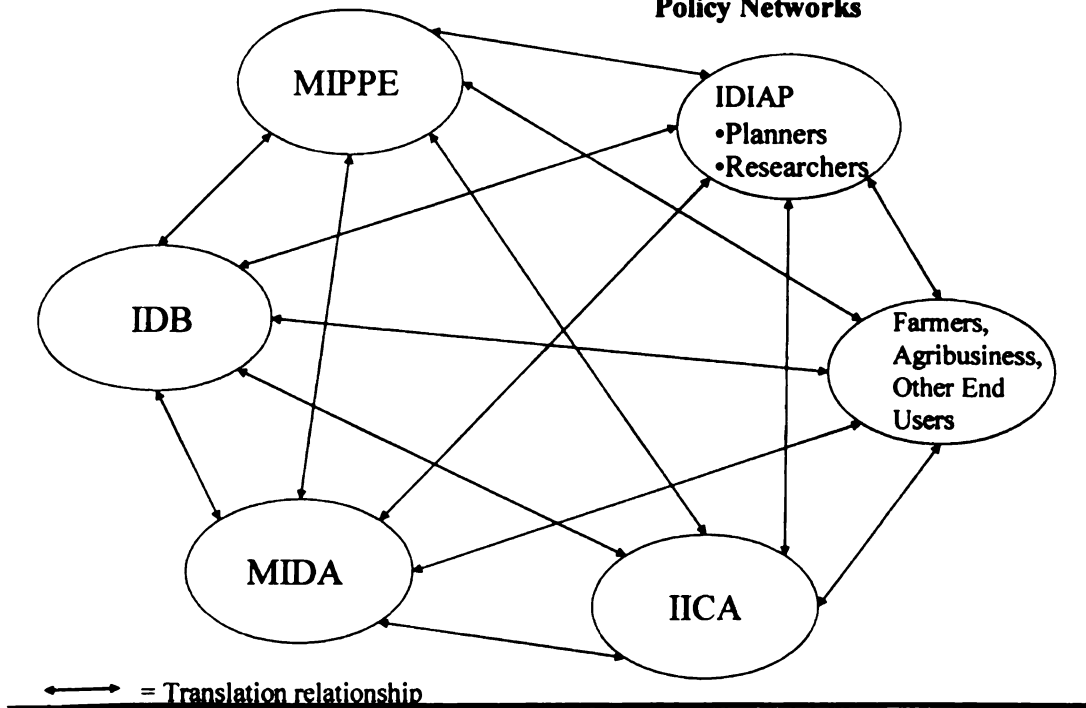 Policy Networks
MIPPE
IDIAP
•Planners
•Researchers
IDB
Farmers,
Agribusiness,
Other End
Users
MIDA
IICA
= Translation relationship